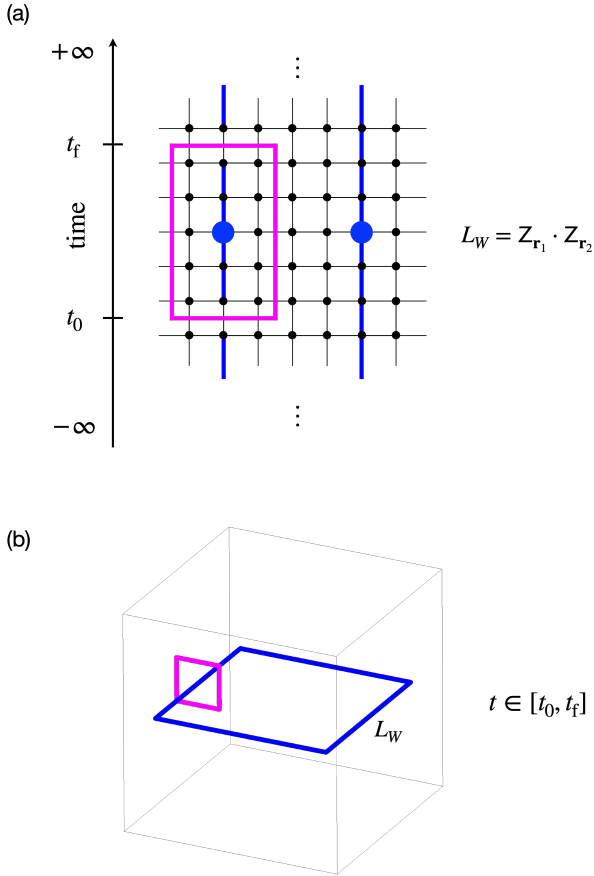 (a)
+∞
⋮
t_f
time
L_W = Z_{r_1} · Z_{r_2}
t_0
⋮
−∞
(b)
t ∈ [t_0, t_f]
L_W